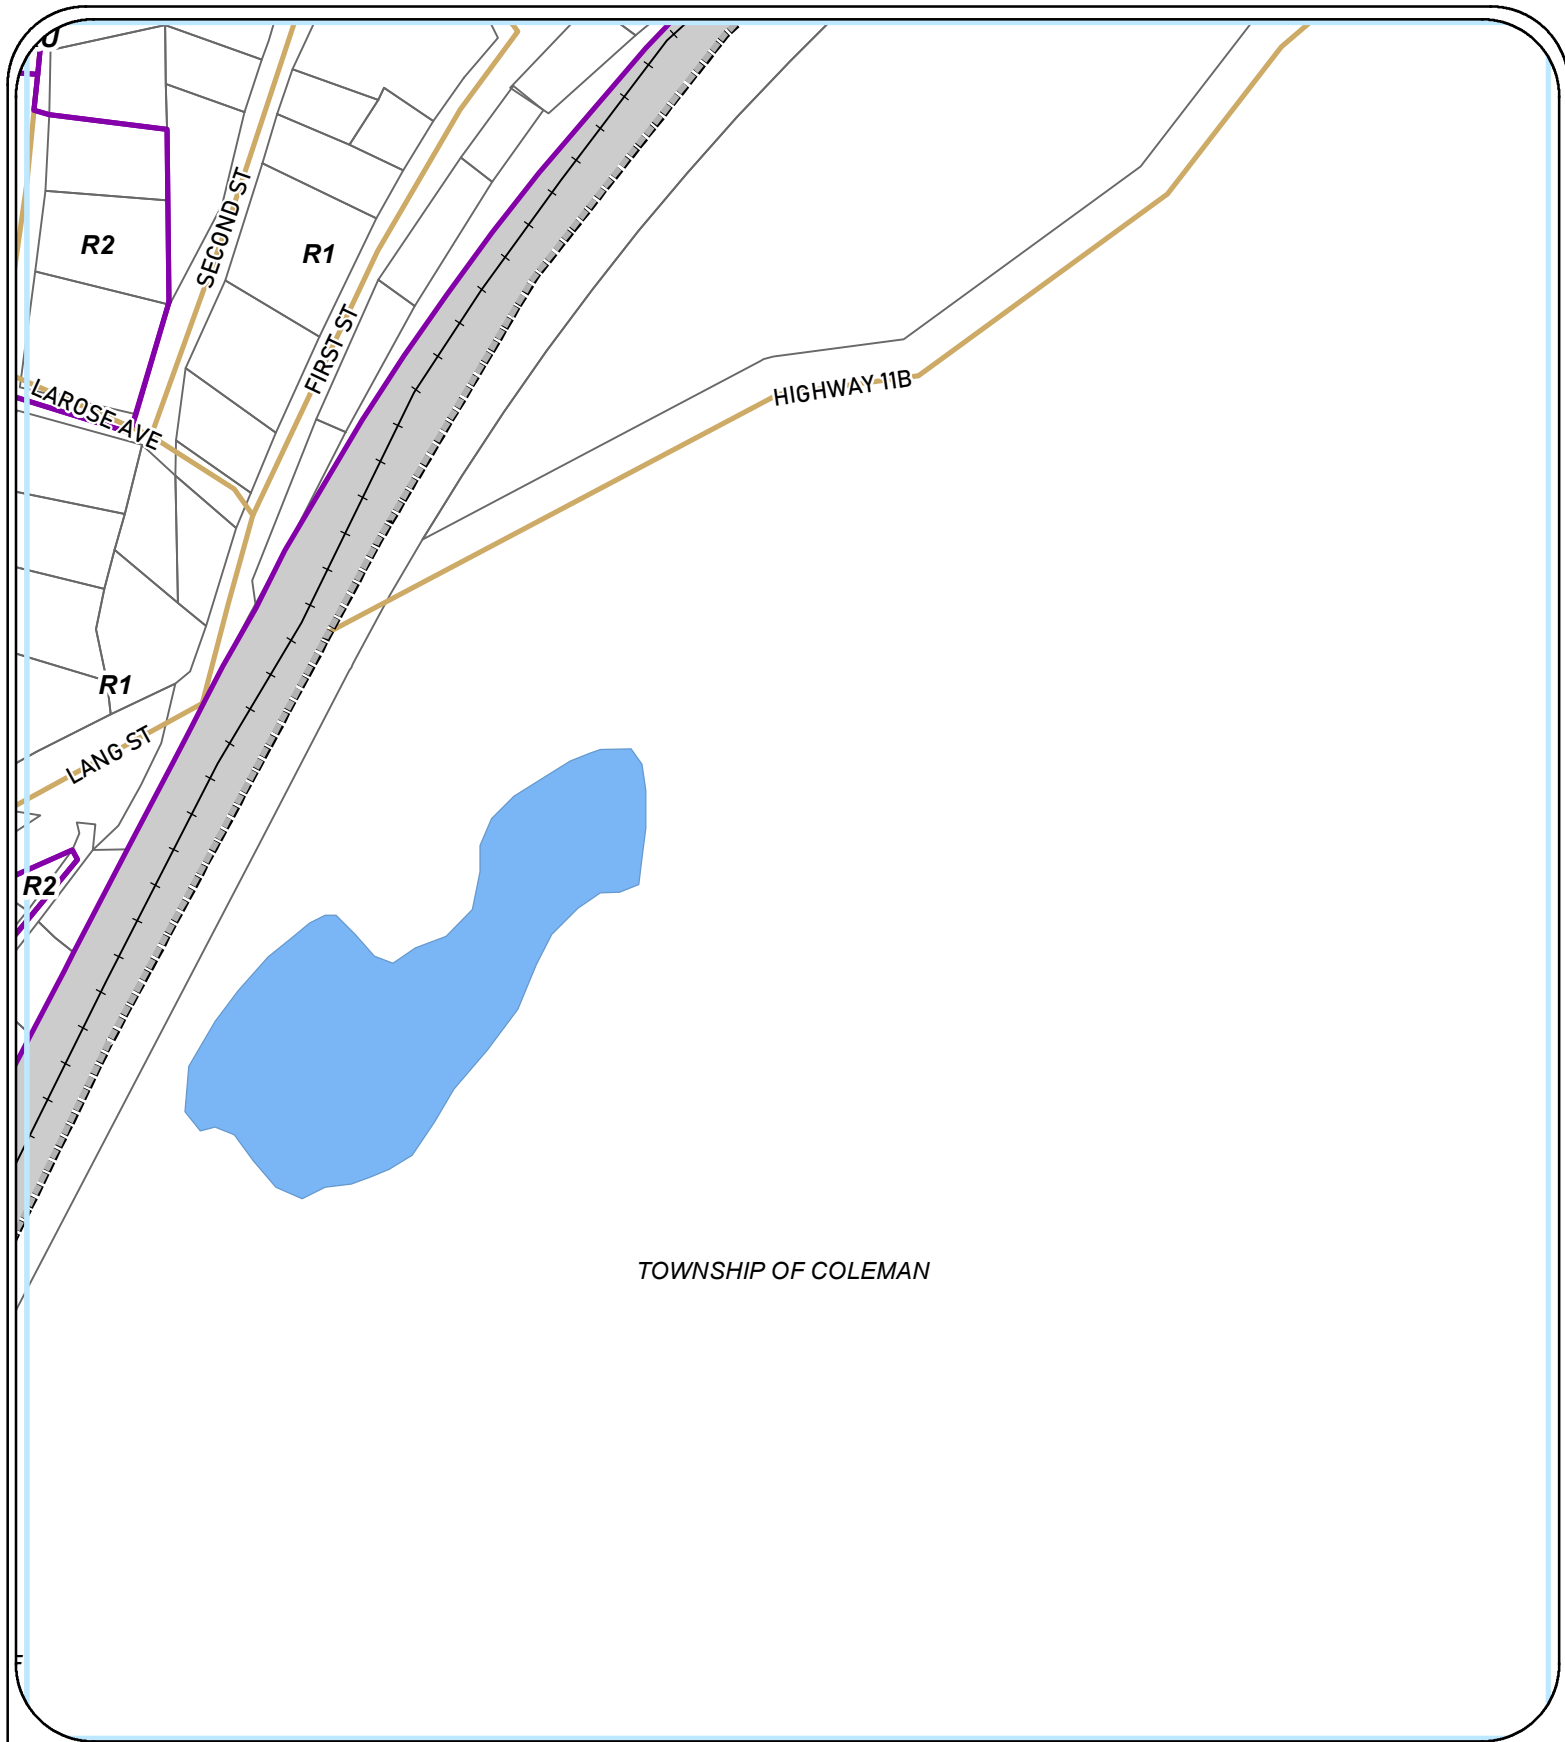 R2
SECOND ST
R1
FIRST ST
LAROSE AVE
HIGHWAY 11B
R1
LANG ST
R2
TOWNSHIP OF COLEMAN